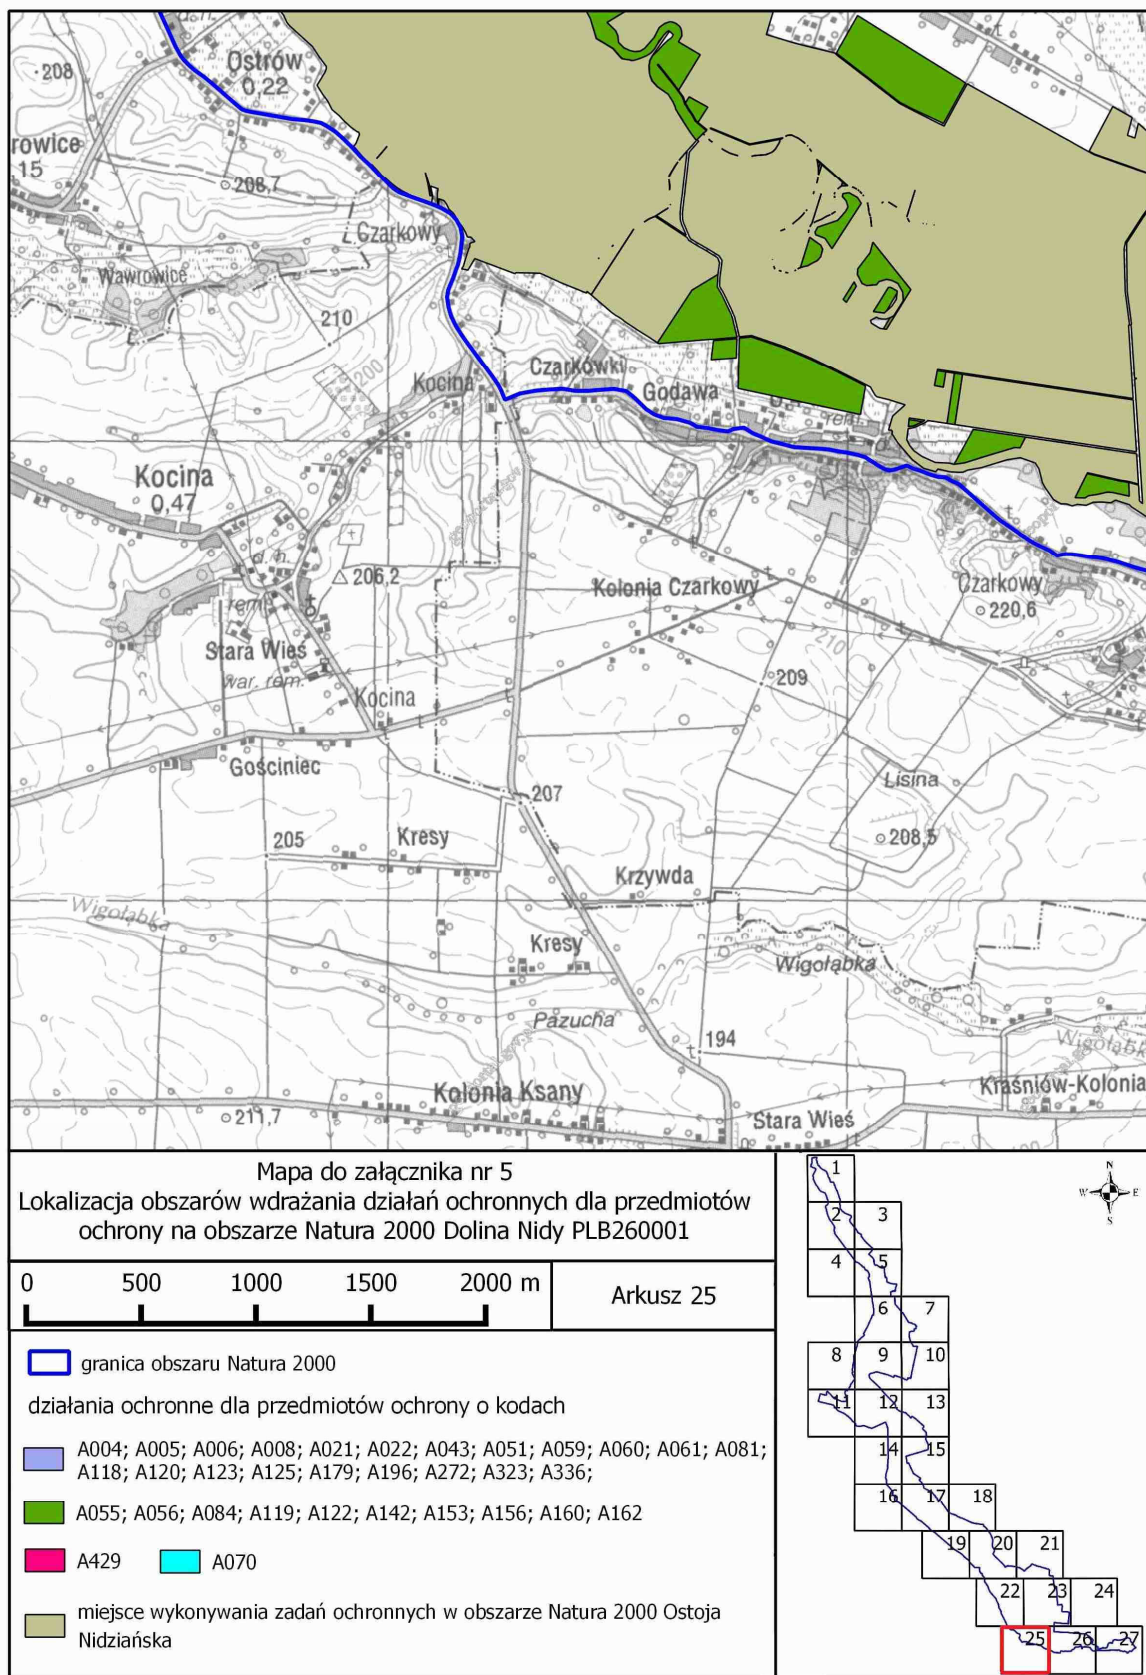 d. n.
Ostrów
0,22
208
rowice
15
208,7
Czarkowy
Wawrowice
210
200
Kocina
Czarkówki
Godawa
rem.
Kocina
0,47
d. n.
206,2
rem.
Kolonia Czarkowy
Czarkowy
220,6
Stara Wieś
war. rem.
210
209
Kocina
Gościniec
Lisina
207
205
Kresy
208,5
Krzywda
Wigołąbka
Kresy
Wigołąbka
Pazucha
194
Wigołąbk
Kolonia Ksany
Kraśniów-Kolonia
211,7
Stara Wieś
Mapa do załącznika nr 5
Lokalizacja obszarów wdrażania działań ochronnych dla przedmiotów
ochrony na obszarze Natura 2000 Dolina Nidy PLB260001
0 500 1000 1500 2000 m
Arkusz 25
granica obszaru Natura 2000
działania ochronne dla przedmiotów ochrony o kodach
A004; A005; A006; A008; A021; A022; A043; A051; A059; A060; A061; A081;
A118; A120; A123; A125; A179; A196; A272; A323; A336;
A055; A056; A084; A119; A122; A142; A153; A156; A160; A162
A429 A070
miejsce wykonywania zadań ochronnych w obszarze Natura 2000 Ostoja
Nidziańska
N
W E
S
1
2 3
4 5
6 7
8 9 10
11 12 13
14 15
16 17 18
19 20 21
22 23 24
25 26 27